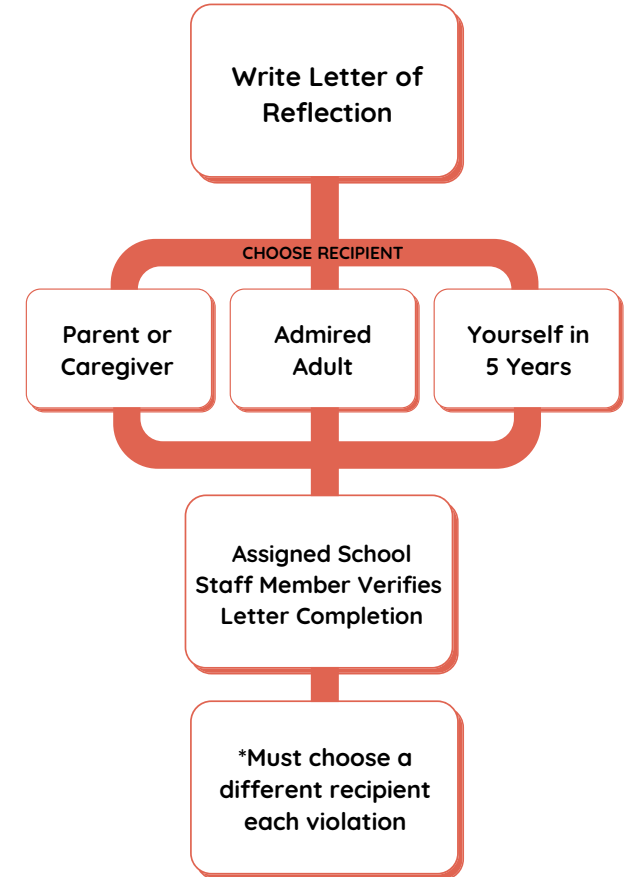 Write Letter of
Reflection
CHOOSE RECIPIENT
Parent or
Caregiver
Admired
Adult
Yourself in
5 Years
Assigned School
Staff Member Verifies
Letter Completion
*Must choose a
different recipient
each violation